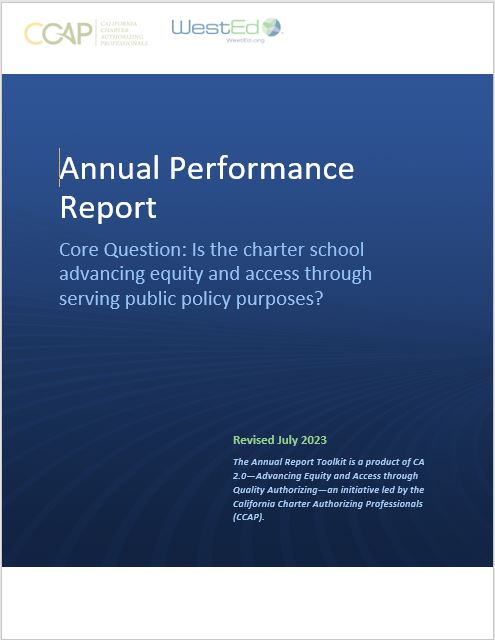 CCAP
CALIFORNIA
CHARTER
AUTHORIZING
PROFESSIONALS
WestEd
WestEd.org
Annual Performance
Report
Core Question: Is the charter school
advancing equity and access through
serving public policy purposes?
Revised July 2023
The Annual Report Toolkit is a product of CA
2.0—Advancing Equity and Access through
Quality Authorizing—an initiative led by the
California Charter Authorizing Professionals
(CCAP).